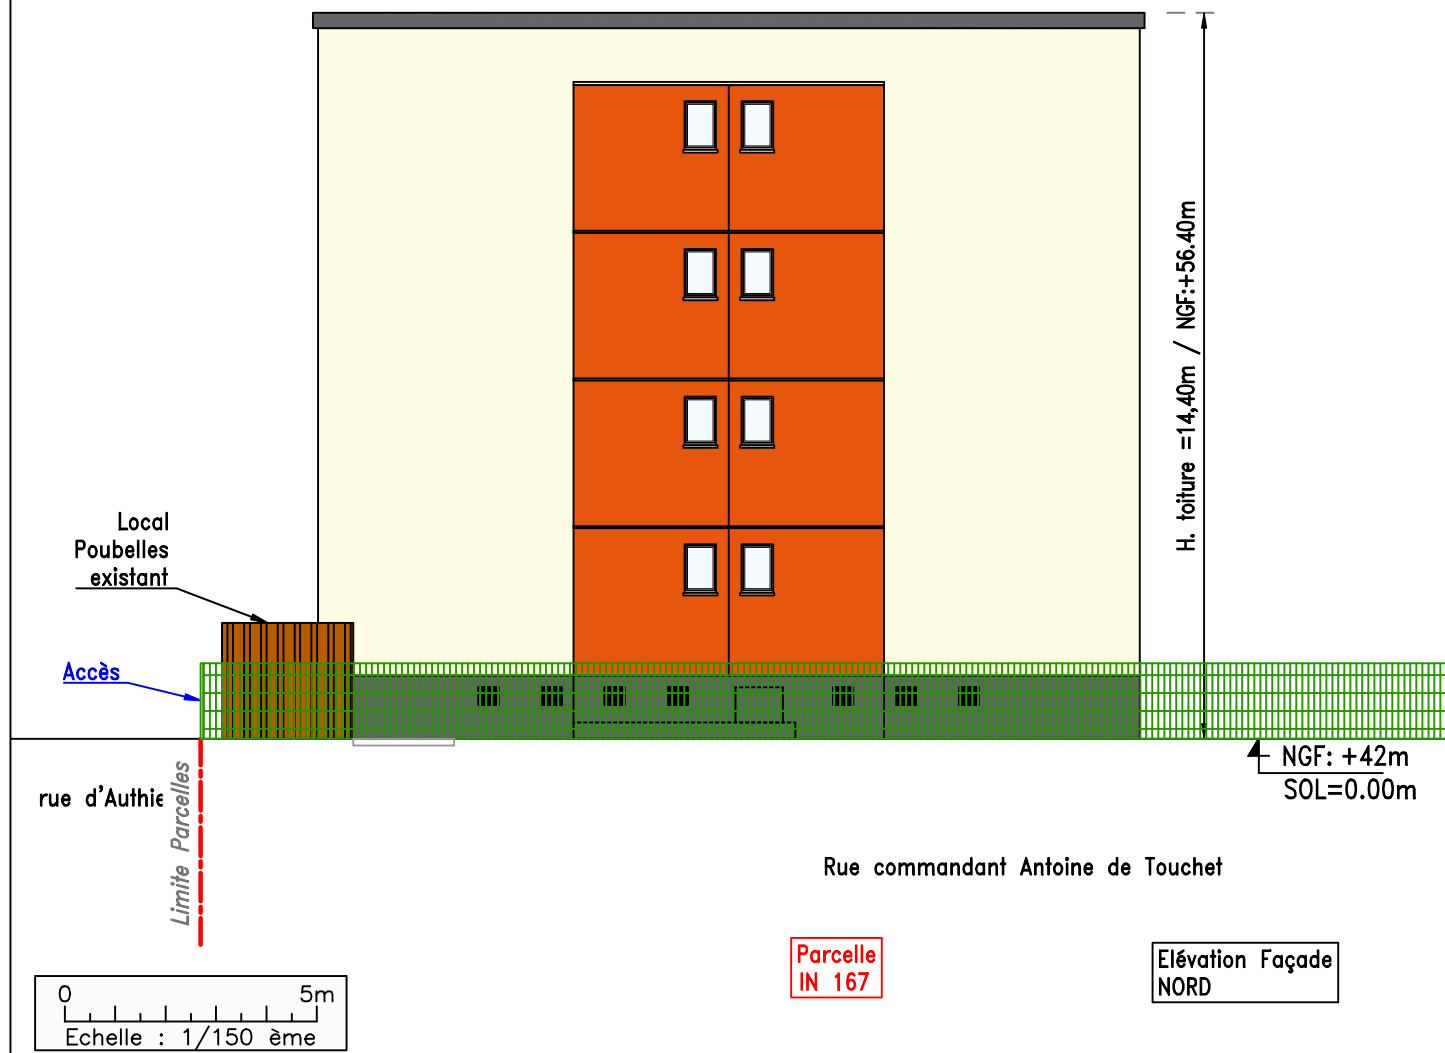 H. toiture =14,40m / NGF:+56.40m
Local
Poubelles
existant
Accès
NGF: +42m
SOL=0.00m
rue d'Authie
Limite Parcelles
Rue commandant Antoine de Touchet
Parcelle
IN 167
Elévation Façade
NORD
0 5m
Echelle : 1/150 ème